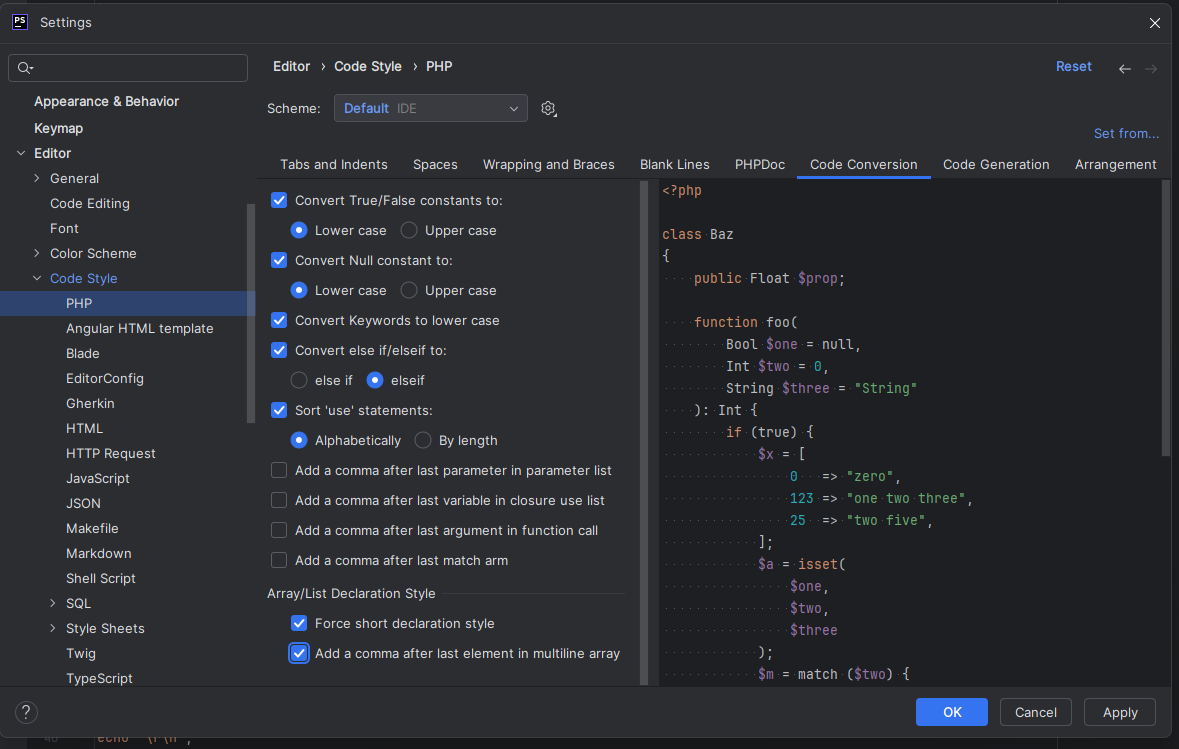 PS Settings
Editor › Code Style › PHP
Reset
Scheme: Default IDE
Set from...
Appearance & Behavior
Keymap
Editor
General
Code Editing
Font
Color Scheme
Code Style
PHP
Angular HTML template
Blade
EditorConfig
Gherkin
HTML
HTTP Request
JavaScript
JSON
Makefile
Markdown
Shell Script
SQL
Style Sheets
Twig
TypeScript
Tabs and Indents Spaces Wrapping and Braces Blank Lines PHPDoc Code Conversion Code Generation Arrangement
Convert True/False constants to:
Lower case Upper case
Convert Null constant to:
Lower case Upper case
Convert Keywords to lower case
Convert else if/elseif to:
else if elseif
Sort 'use' statements:
Alphabetically By length
Add a comma after last parameter in parameter list
Add a comma after last variable in closure use list
Add a comma after last argument in function call
Add a comma after last match arm
Array/List Declaration Style
Force short declaration style
Add a comma after last element in multiline array
<?php
class Baz
{
public Float $prop;
function foo(
Bool $one = null,
Int $two = 0,
String $three = "String"
): Int {
if (true) {
$x = [
0 => "zero",
123 => "one two three",
25 => "two five",
];
$a = isset(
$one,
$two,
$three
);
$m = match ($two) {
?
OK Cancel Apply